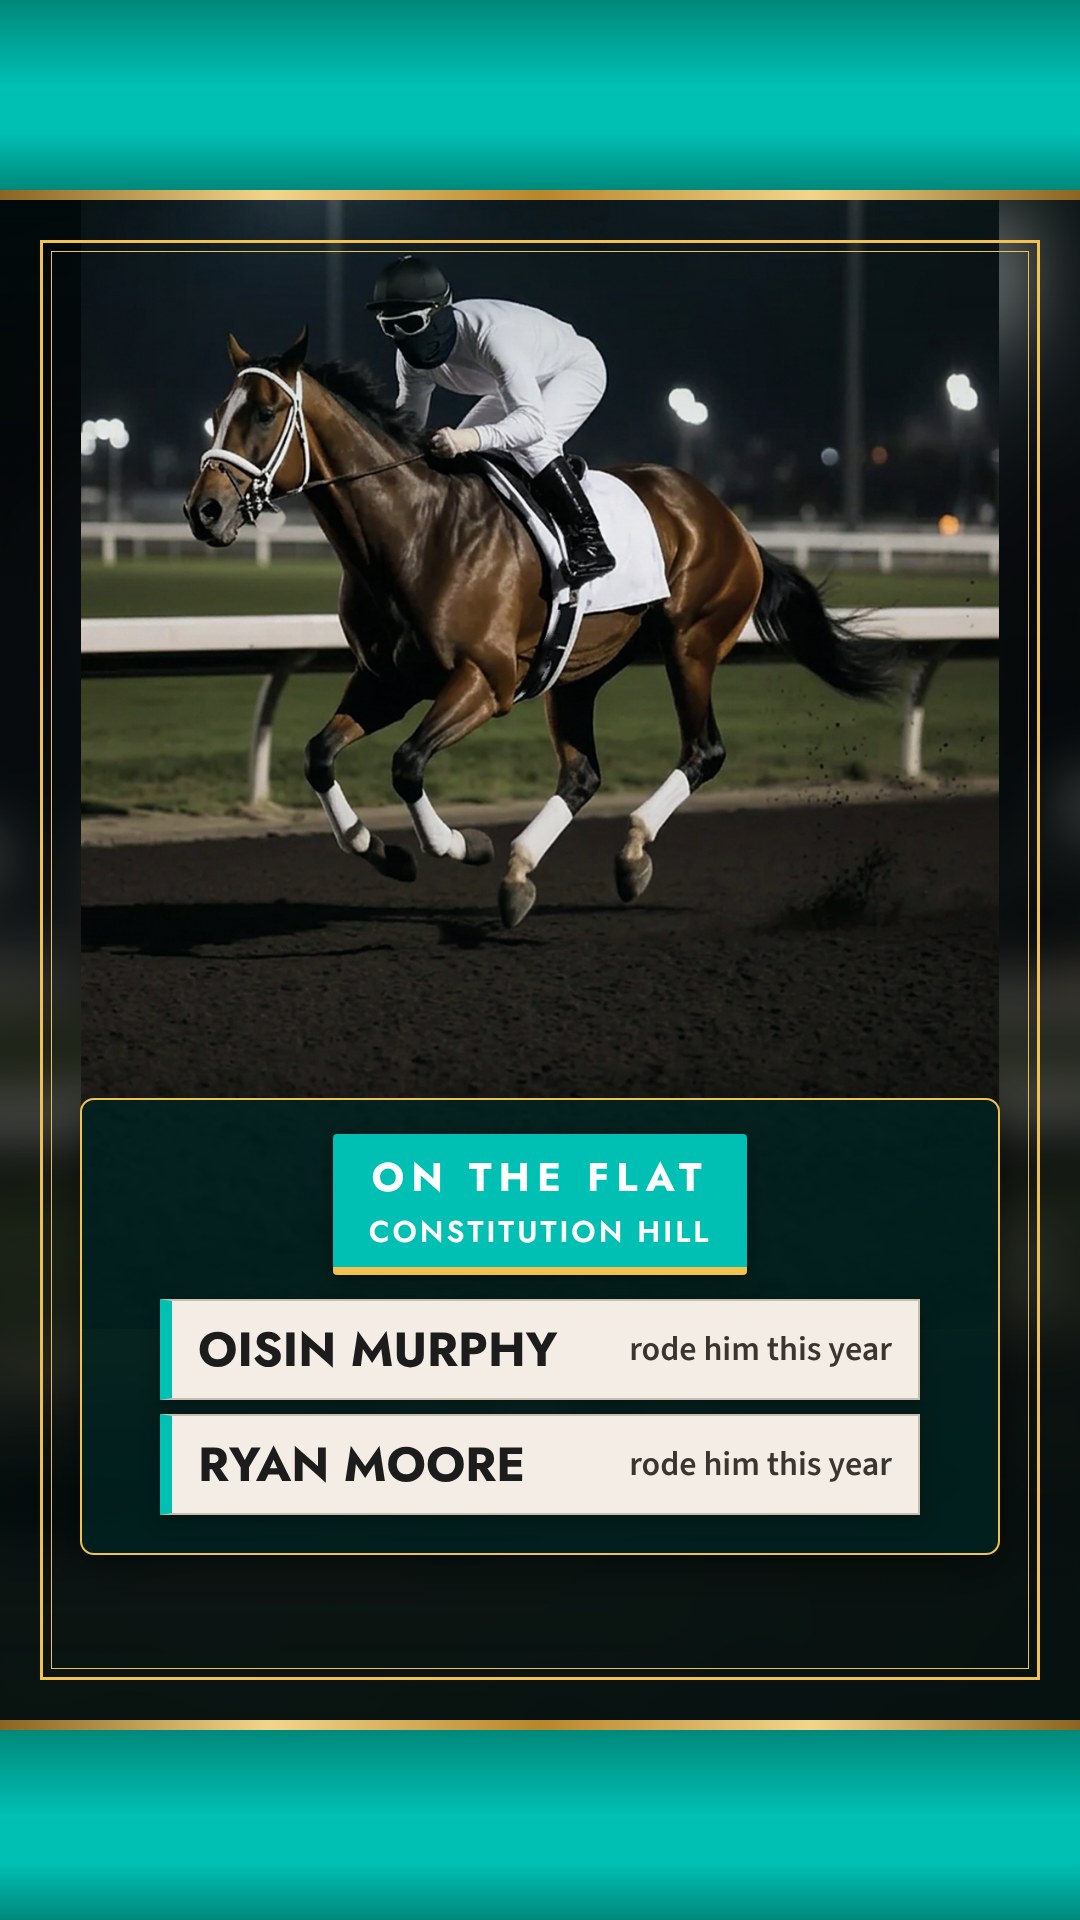 ON THE FLAT
CONSTITUTION HILL
OISIN MURPHY rode him this year
RYAN MOORE rode him this year